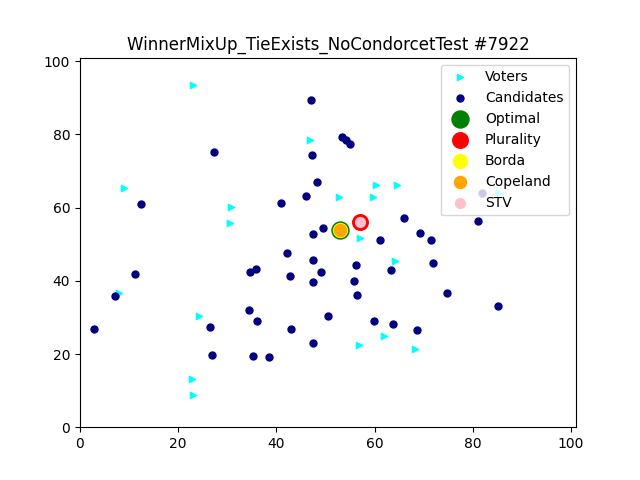 WinnerMixUp_TieExists_NoCondorcetTest #7922
Voters
Candidates
Optimal
Plurality
Borda
Copeland
STV
100
80
60
40
20
0
0 20 40 60 80 100